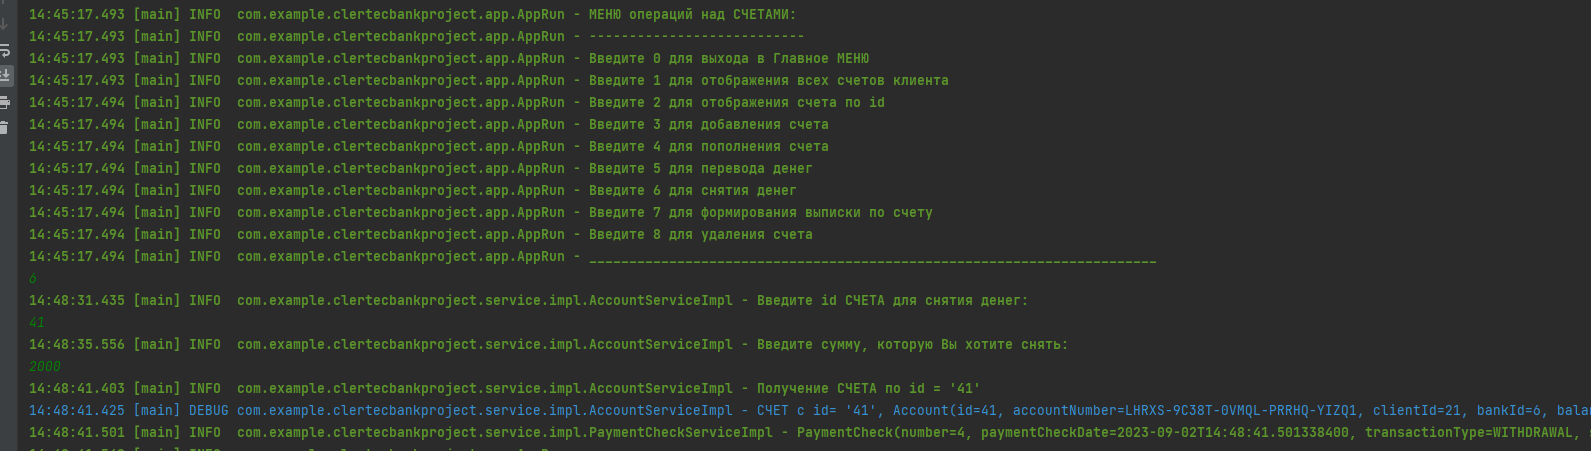 14:45:17.493 [main] INFO  com.example.clertecbankproject.app.AppRun - МЕНЮ операций над СЧЕТАМИ:
14:45:17.493 [main] INFO  com.example.clertecbankproject.app.AppRun - ---------------------------
14:45:17.493 [main] INFO  com.example.clertecbankproject.app.AppRun - Введите 0 для выхода в Главное МЕНЮ
14:45:17.493 [main] INFO  com.example.clertecbankproject.app.AppRun - Введите 1 для отображения всех счетов клиента
14:45:17.494 [main] INFO  com.example.clertecbankproject.app.AppRun - Введите 2 для отображения счета по id
14:45:17.494 [main] INFO  com.example.clertecbankproject.app.AppRun - Введите 3 для добавления счета
14:45:17.494 [main] INFO  com.example.clertecbankproject.app.AppRun - Введите 4 для пополнения счета
14:45:17.494 [main] INFO  com.example.clertecbankproject.app.AppRun - Введите 5 для перевода денег
14:45:17.494 [main] INFO  com.example.clertecbankproject.app.AppRun - Введите 6 для снятия денег
14:45:17.494 [main] INFO  com.example.clertecbankproject.app.AppRun - Введите 7 для формирования выписки по счету
14:45:17.494 [main] INFO  com.example.clertecbankproject.app.AppRun - Введите 8 для удаления счета
14:45:17.494 [main] INFO  com.example.clertecbankproject.app.AppRun - _______________________________________________________________________
6
14:48:31.435 [main] INFO  com.example.clertecbankproject.service.impl.AccountServiceImpl - Введите id СЧЕТА для снятия денег:
41
14:48:35.556 [main] INFO  com.example.clertecbankproject.service.impl.AccountServiceImpl - Введите сумму, которую Вы хотите снять:
2000
14:48:41.403 [main] INFO  com.example.clertecbankproject.service.impl.AccountServiceImpl - Получение СЧЕТА по id = '41'
14:48:41.425 [main] DEBUG com.example.clertecbankproject.service.impl.AccountServiceImpl - СЧЕТ с id= '41', Account(id=41, accountNumber=LHRXS-9C38T-0VMQL-PRRHQ-YIZQ1, clientId=21, bankId=6, bala
14:48:41.501 [main] INFO  com.example.clertecbankproject.service.impl.PaymentCheckServiceImpl - PaymentCheck(number=4, paymentCheckDate=2023-09-02T14:48:41.501338400, transactionType=WITHDRAWAL,